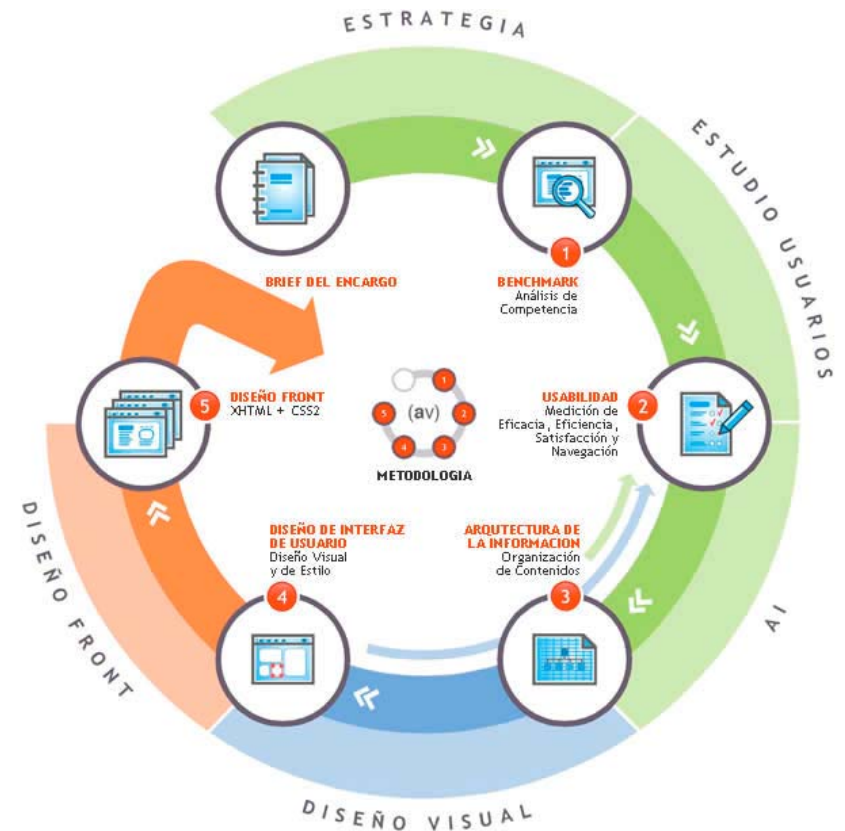 ESTRATEGIA
ESTUDIO USUARIOS
BRIEF DEL ENCARGO
1
BENCHMARK
Análisis de
Competencia
5
DISEÑO FRONT
XHTML + CSS2
1
2
3
4
5
(av)
METODOLOGIA
2
USABILIDAD
Medición de
Eficacia, Eficiencia,
Satisfacción y
Navegación
DISEÑO DE INTERFAZ
DE USUARIO
Diseño Visual
y de Estilo
4
ARQUTECTURA DE
LA INFORMACION
Organización
de Contenidos
3
AI
DISEÑO FRONT
DISEÑO VISUAL